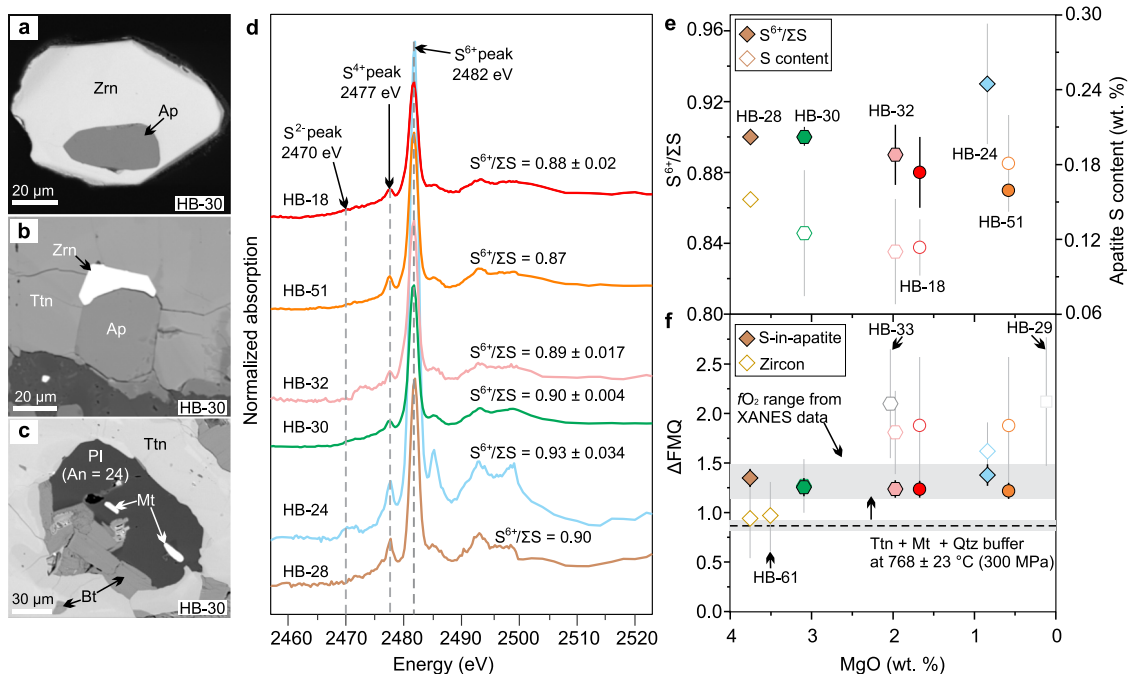 a
Zrn
Ap
20 µm
HB-30
b
Zrn
Ttn
Ap
20 µm
HB-30
c
Pl
(An = 24)
Ttn
Mt
Bt
30 µm
HB-30
d
S⁶⁺peak
2482 eV
S⁴⁺peak
2477 eV
S²⁻peak
2470 eV
S⁶⁺/ΣS = 0.88 ± 0.02
HB-18
S⁶⁺/ΣS = 0.87
HB-51
S⁶⁺/ΣS = 0.89 ± 0.017
HB-32
S⁶⁺/ΣS = 0.90 ± 0.004
HB-30
S⁶⁺/ΣS = 0.93 ± 0.034
HB-24
S⁶⁺/ΣS = 0.90
HB-28
Normalized absorption
2460 2470 2480 2490 2500 2510 2520
Energy (eV)
e
S⁶⁺/ΣS
S content
HB-28
HB-30
HB-32
HB-24
HB-18
HB-51
0.96
0.92
0.88
0.84
0.80
S⁶⁺/ΣS
0.30
0.24
0.18
0.12
0.06
Apatite S content (wt. %)
f
S-in-apatite
Zircon
HB-33
HB-29
fO₂ range from
XANES data
HB-61
Ttn + Mt + Qtz buffer
at 768 ± 23 °C (300 MPa)
2.5
2.0
1.5
1.0
0.5
0.0
ΔFMQ
4 3 2 1 0
MgO (wt. %)